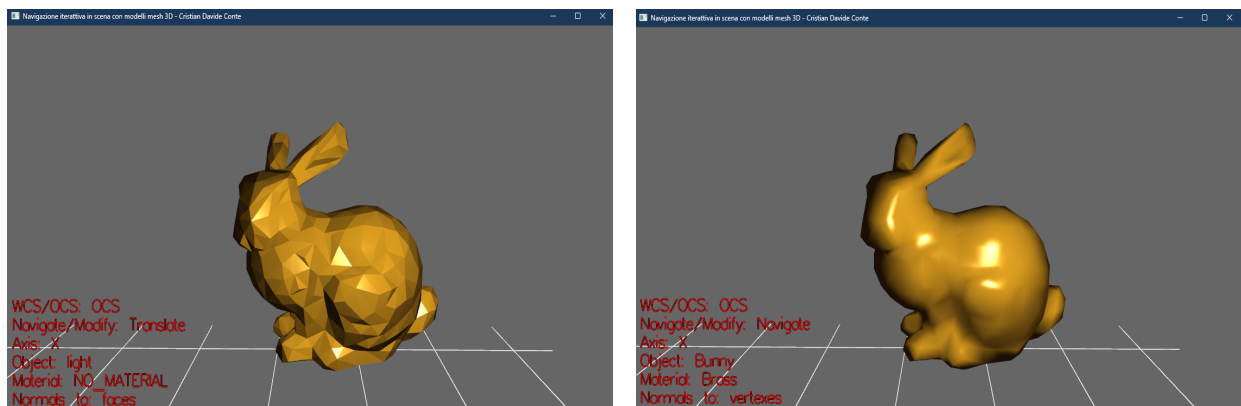 Navigazione iterattiva in scena con modelli mesh 3D - Cristian Davide Conte
WCS/OCS: OCS
Navigate/Modify: Translate
Axis: X
Object: light
Material: NO_MATERIAL
Normals to: faces
Navigazione iterattiva in scena con modelli mesh 3D - Cristian Davide Conte
WCS/OCS: OCS
Navigate/Modify: Navigate
Axis: X
Object: Bunny
Material: Brass
Normals to: vertexes